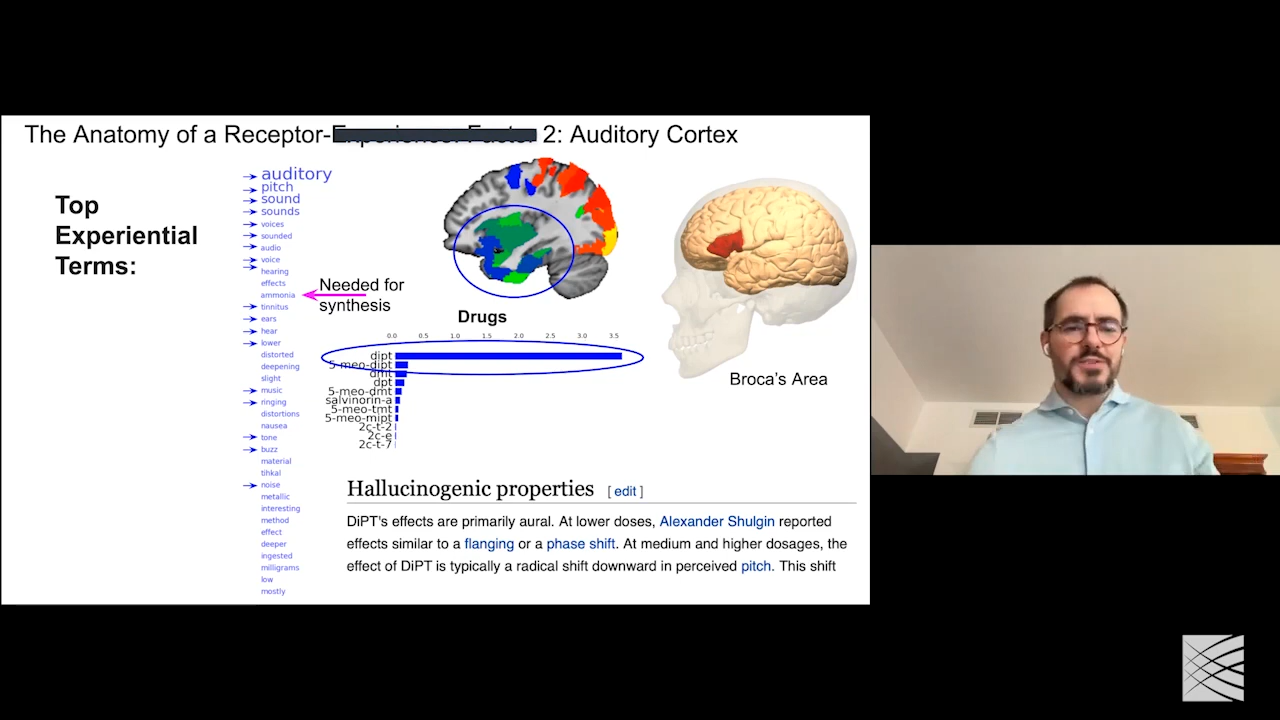 The Anatomy of a Receptor- 2: Auditory Cortex
Top
Experiential
Terms:
auditory
pitch
sound
sounds
voices
sounded
audio
voice
hearing
effects
ammonia
tinnitus
ears
hear
lower
distorted
deepening
slight
music
ringing
distortions
nausea
tone
buzz
material
tihkal
noise
metallic
interesting
method
effect
deeper
ingested
milligrams
low
mostly
Needed for
synthesis
Drugs
0.0 0.5 1.0 1.5 2.0 2.5 3.0 3.5
dipt
5-meo-dipt
dmt
dpt
5-meo-dmt
salvinorin-a
5-meo-tmt
5-meo-mipt
2c-t-2
2c-e
2c-t-7
Broca's Area
Hallucinogenic properties [ edit ]
DiPT's effects are primarily aural. At lower doses, Alexander Shulgin reported
effects similar to a flanging or a phase shift. At medium and higher dosages, the
effect of DiPT is typically a radical shift downward in perceived pitch. This shift